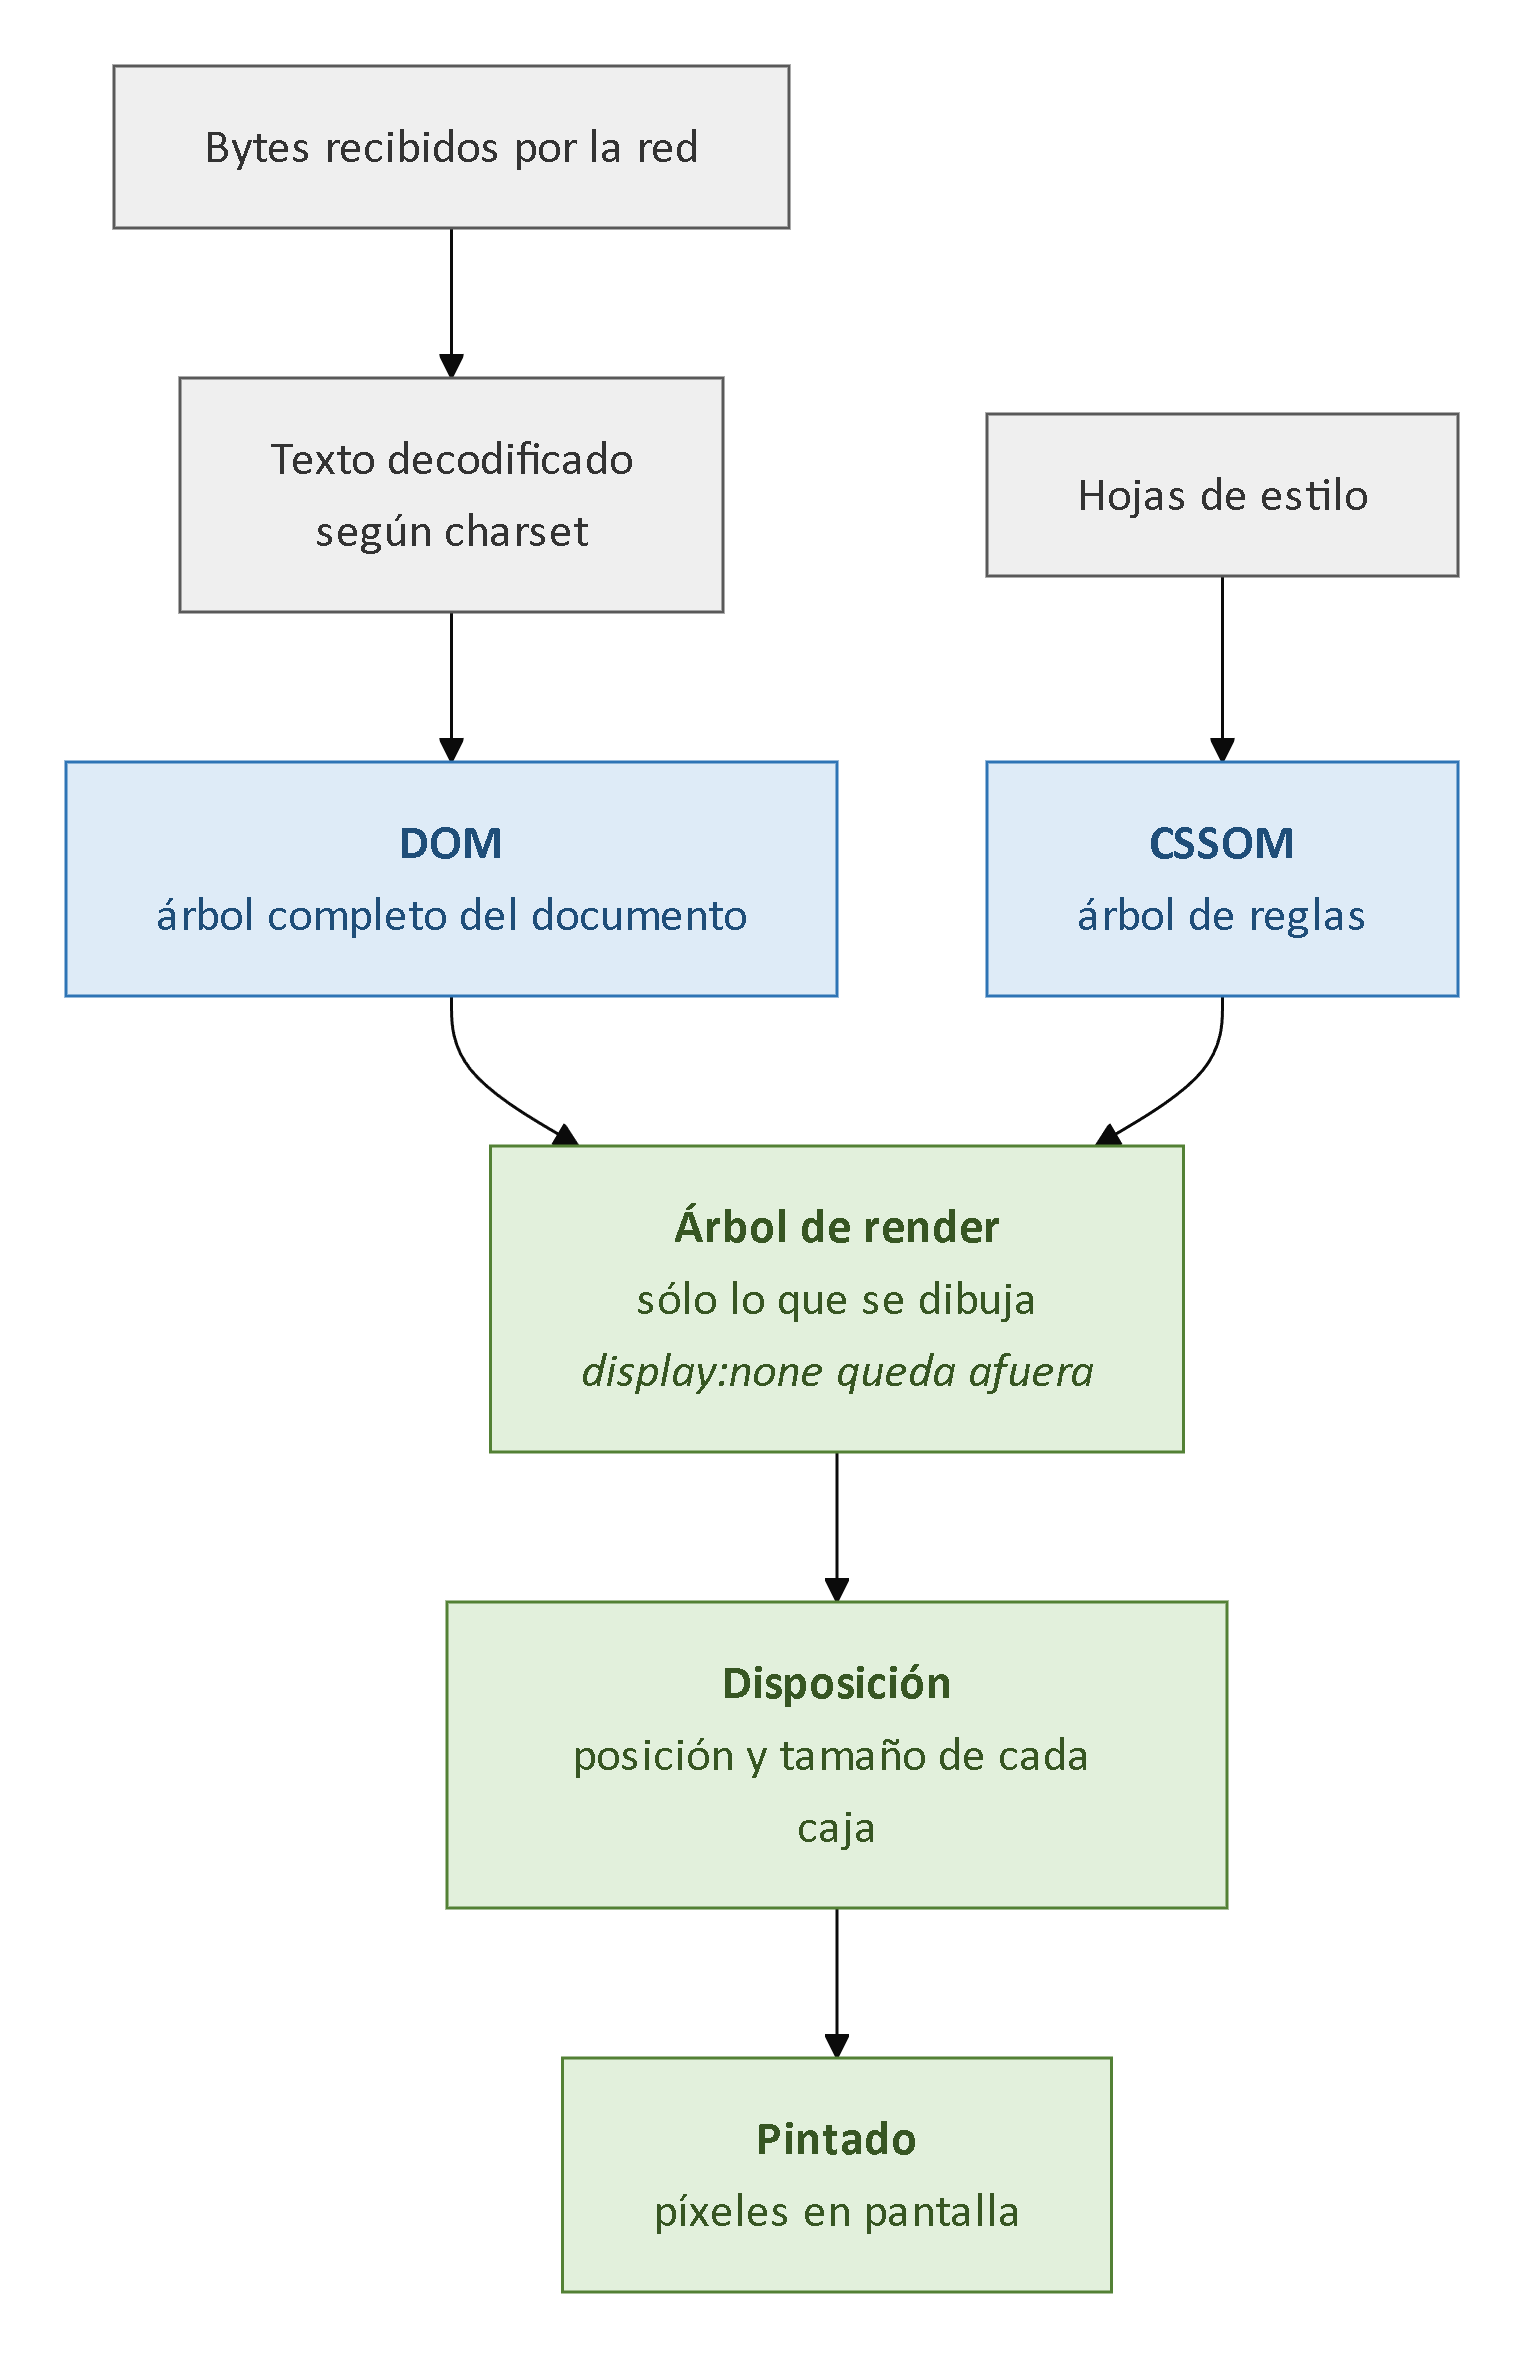 Bytes recibidos por la red
Texto decodificado
según charset
Hojas de estilo
DOM
árbol completo del documento
CSSOM
árbol de reglas
Árbol de render
sólo lo que se dibuja
display:none queda afuera
Disposición
posición y tamaño de cada
caja
Pintado
píxeles en pantalla